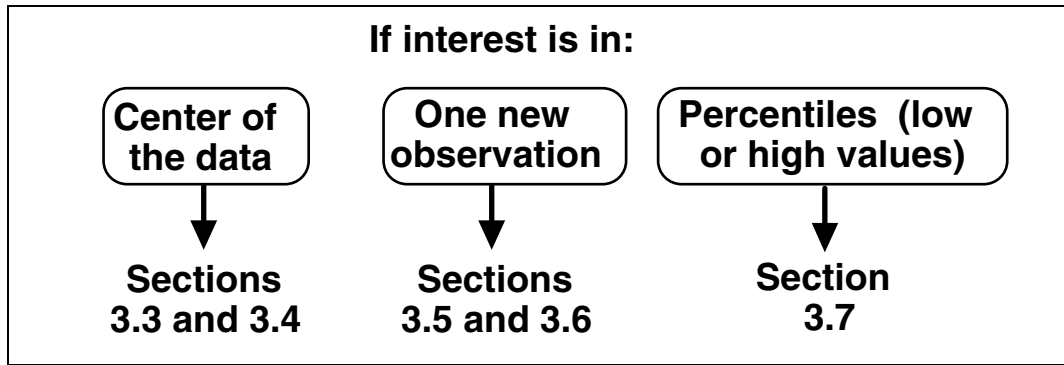 If interest is in:
Center of
the data
One new
observation
Percentiles (low
or high values)
Sections
3.3 and 3.4
Sections
3.5 and 3.6
Section
3.7